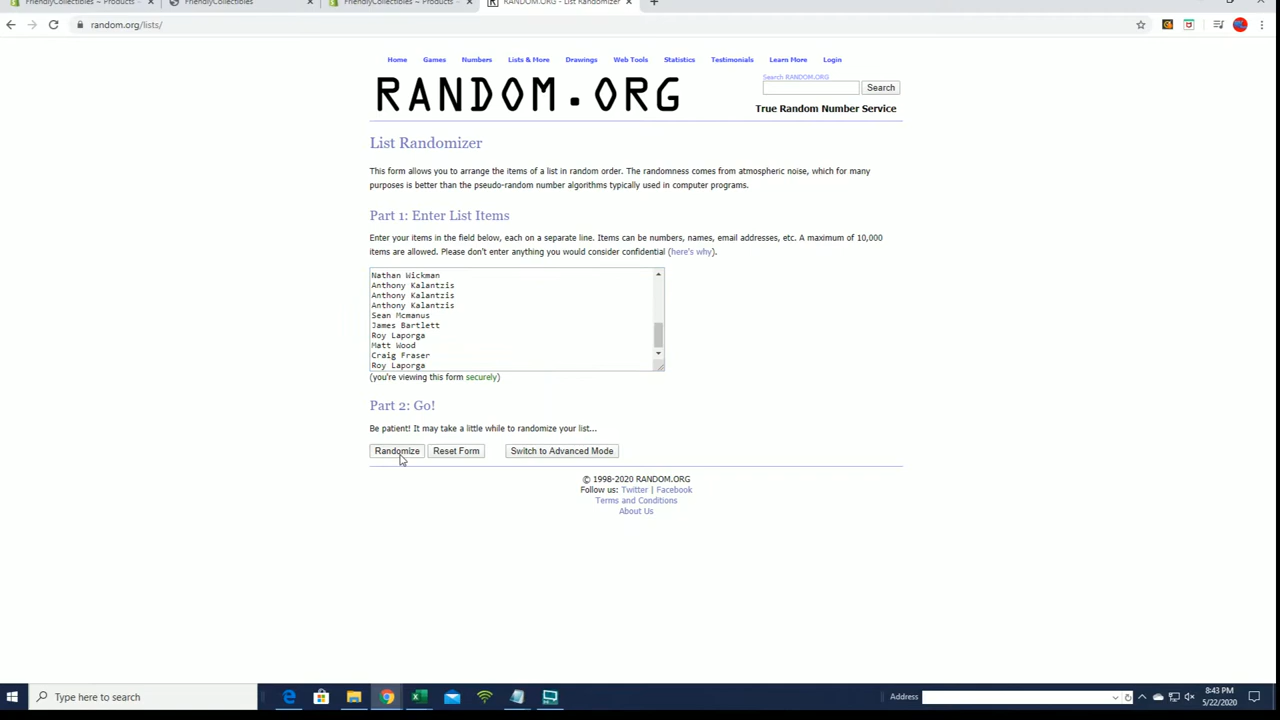 FriendlyCollectibles ~ Products
FriendlyCollectibles
FriendlyCollectibles ~ Products
RANDOM.ORG - List Randomizer
random.org/lists/
Home Games Numbers Lists & More Drawings Web Tools Statistics Testimonials Learn More Login
RANDOM.ORG
Search RANDOM.ORG
Search
True Random Number Service
List Randomizer
This form allows you to arrange the items of a list in random order. The randomness comes from atmospheric noise, which for many
purposes is better than the pseudo-random number algorithms typically used in computer programs.
Part 1: Enter List Items
Enter your items in the field below, each on a separate line. Items can be numbers, names, email addresses, etc. A maximum of 10,000
items are allowed. Please don't enter anything you would consider confidential (here's why).
Nathan Wickman
Anthony Kalantzis
Anthony Kalantzis
Anthony Kalantzis
Sean Mcmanus
James Bartlett
Roy Laporga
Matt Wood
Craig Fraser
Roy Laporga
(you're viewing this form securely)
Part 2: Go!
Be patient! It may take a little while to randomize your list...
Randomize Reset Form Switch to Advanced Mode
© 1998-2020 RANDOM.ORG
Follow us: Twitter | Facebook
Terms and Conditions
About Us
Type here to search
Address
8:43 PM
5/22/2020